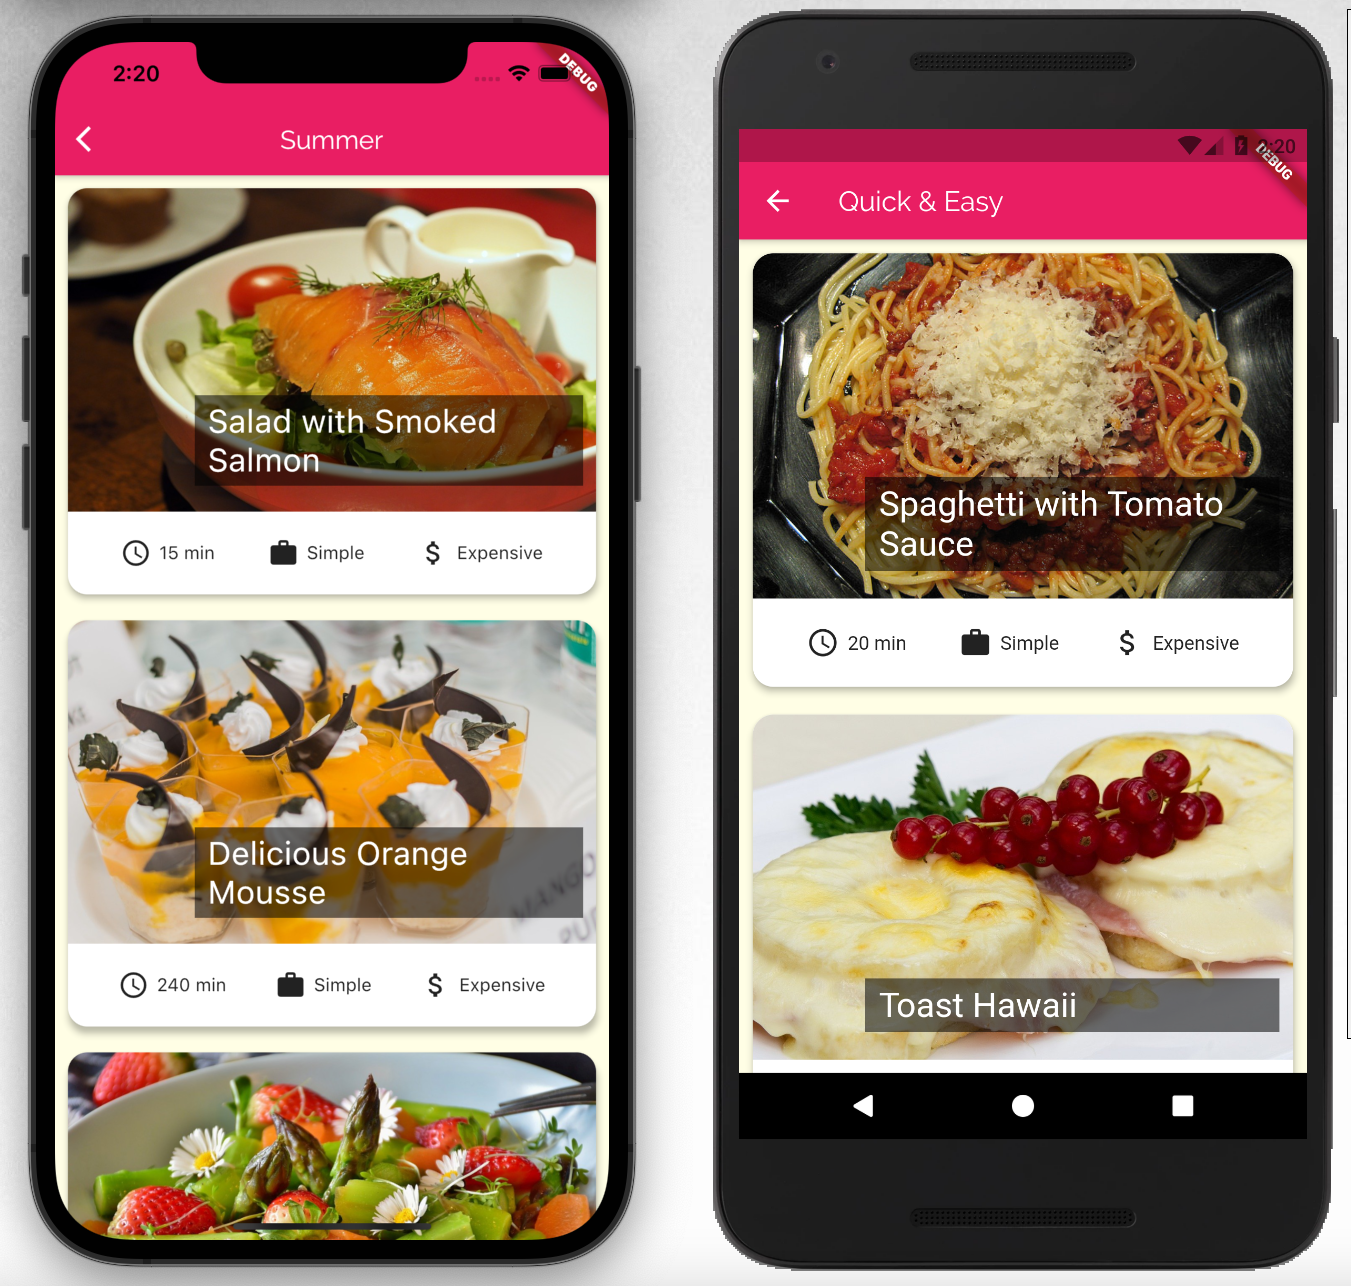 2:20
DEBUG
Summer
Salad with Smoked
Salmon
15 min
Simple
Expensive
Delicious Orange
Mousse
240 min
Simple
Expensive
2:20
DEBUG
Quick & Easy
Spaghetti with Tomato
Sauce
20 min
Simple
Expensive
Toast Hawaii